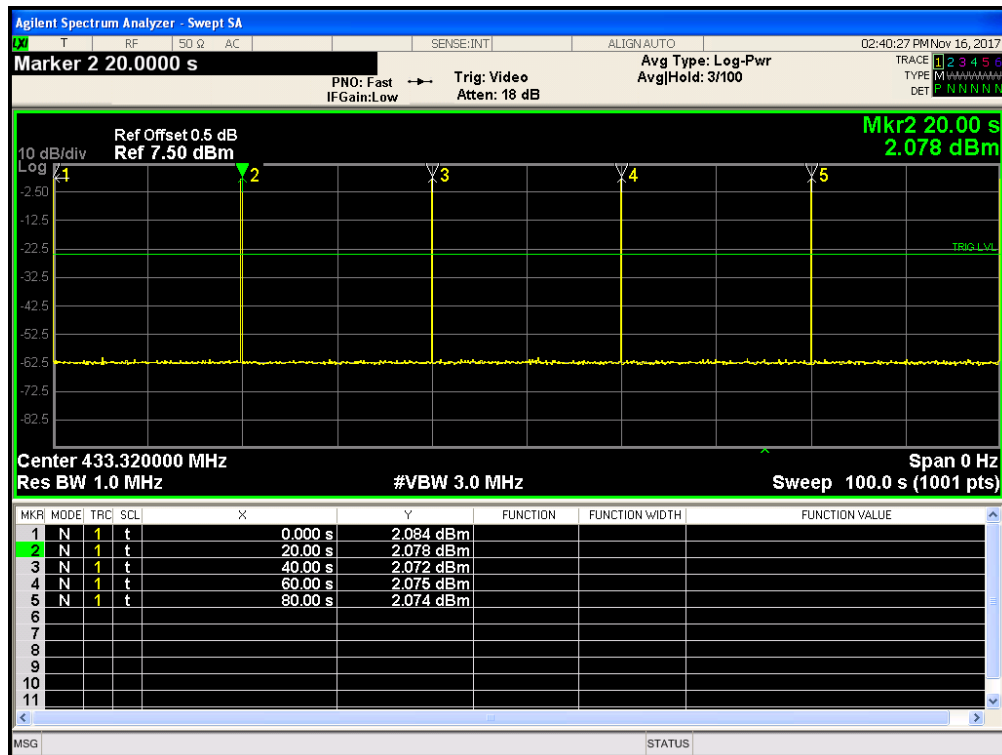 Agilent Spectrum Analyzer - Swept SA
LXI T RF 50 Ω AC SENSE:INT ALIGN AUTO 02:40:27 PM Nov 16, 2017
Marker 2 20.0000 s
PNO: Fast
IFGain:Low
Trig: Video
Atten: 18 dB
Avg Type: Log-Pwr
Avg|Hold: 3/100
TRACE 1 2 3 4 5 6
TYPE M
DET P N N N N N
Mkr2 20.00 s
2.078 dBm
Ref Offset 0.5 dB
10 dB/div Ref 7.50 dBm
Log
1 2 3 4 5
-2.50
-12.5
-22.5
TRIG LVL
-32.5
-42.5
-52.5
-62.5
-72.5
-82.5
Center 433.320000 MHz Span 0 Hz
Res BW 1.0 MHz #VBW 3.0 MHz Sweep 100.0 s (1001 pts)
MKR MODE TRC SCL X Y FUNCTION FUNCTION WIDTH FUNCTION VALUE
1 N 1 t 0.000 s 2.084 dBm
2 N 1 t 20.00 s 2.078 dBm
3 N 1 t 40.00 s 2.072 dBm
4 N 1 t 60.00 s 2.075 dBm
5 N 1 t 80.00 s 2.074 dBm
6
7
8
9
10
11
MSG STATUS